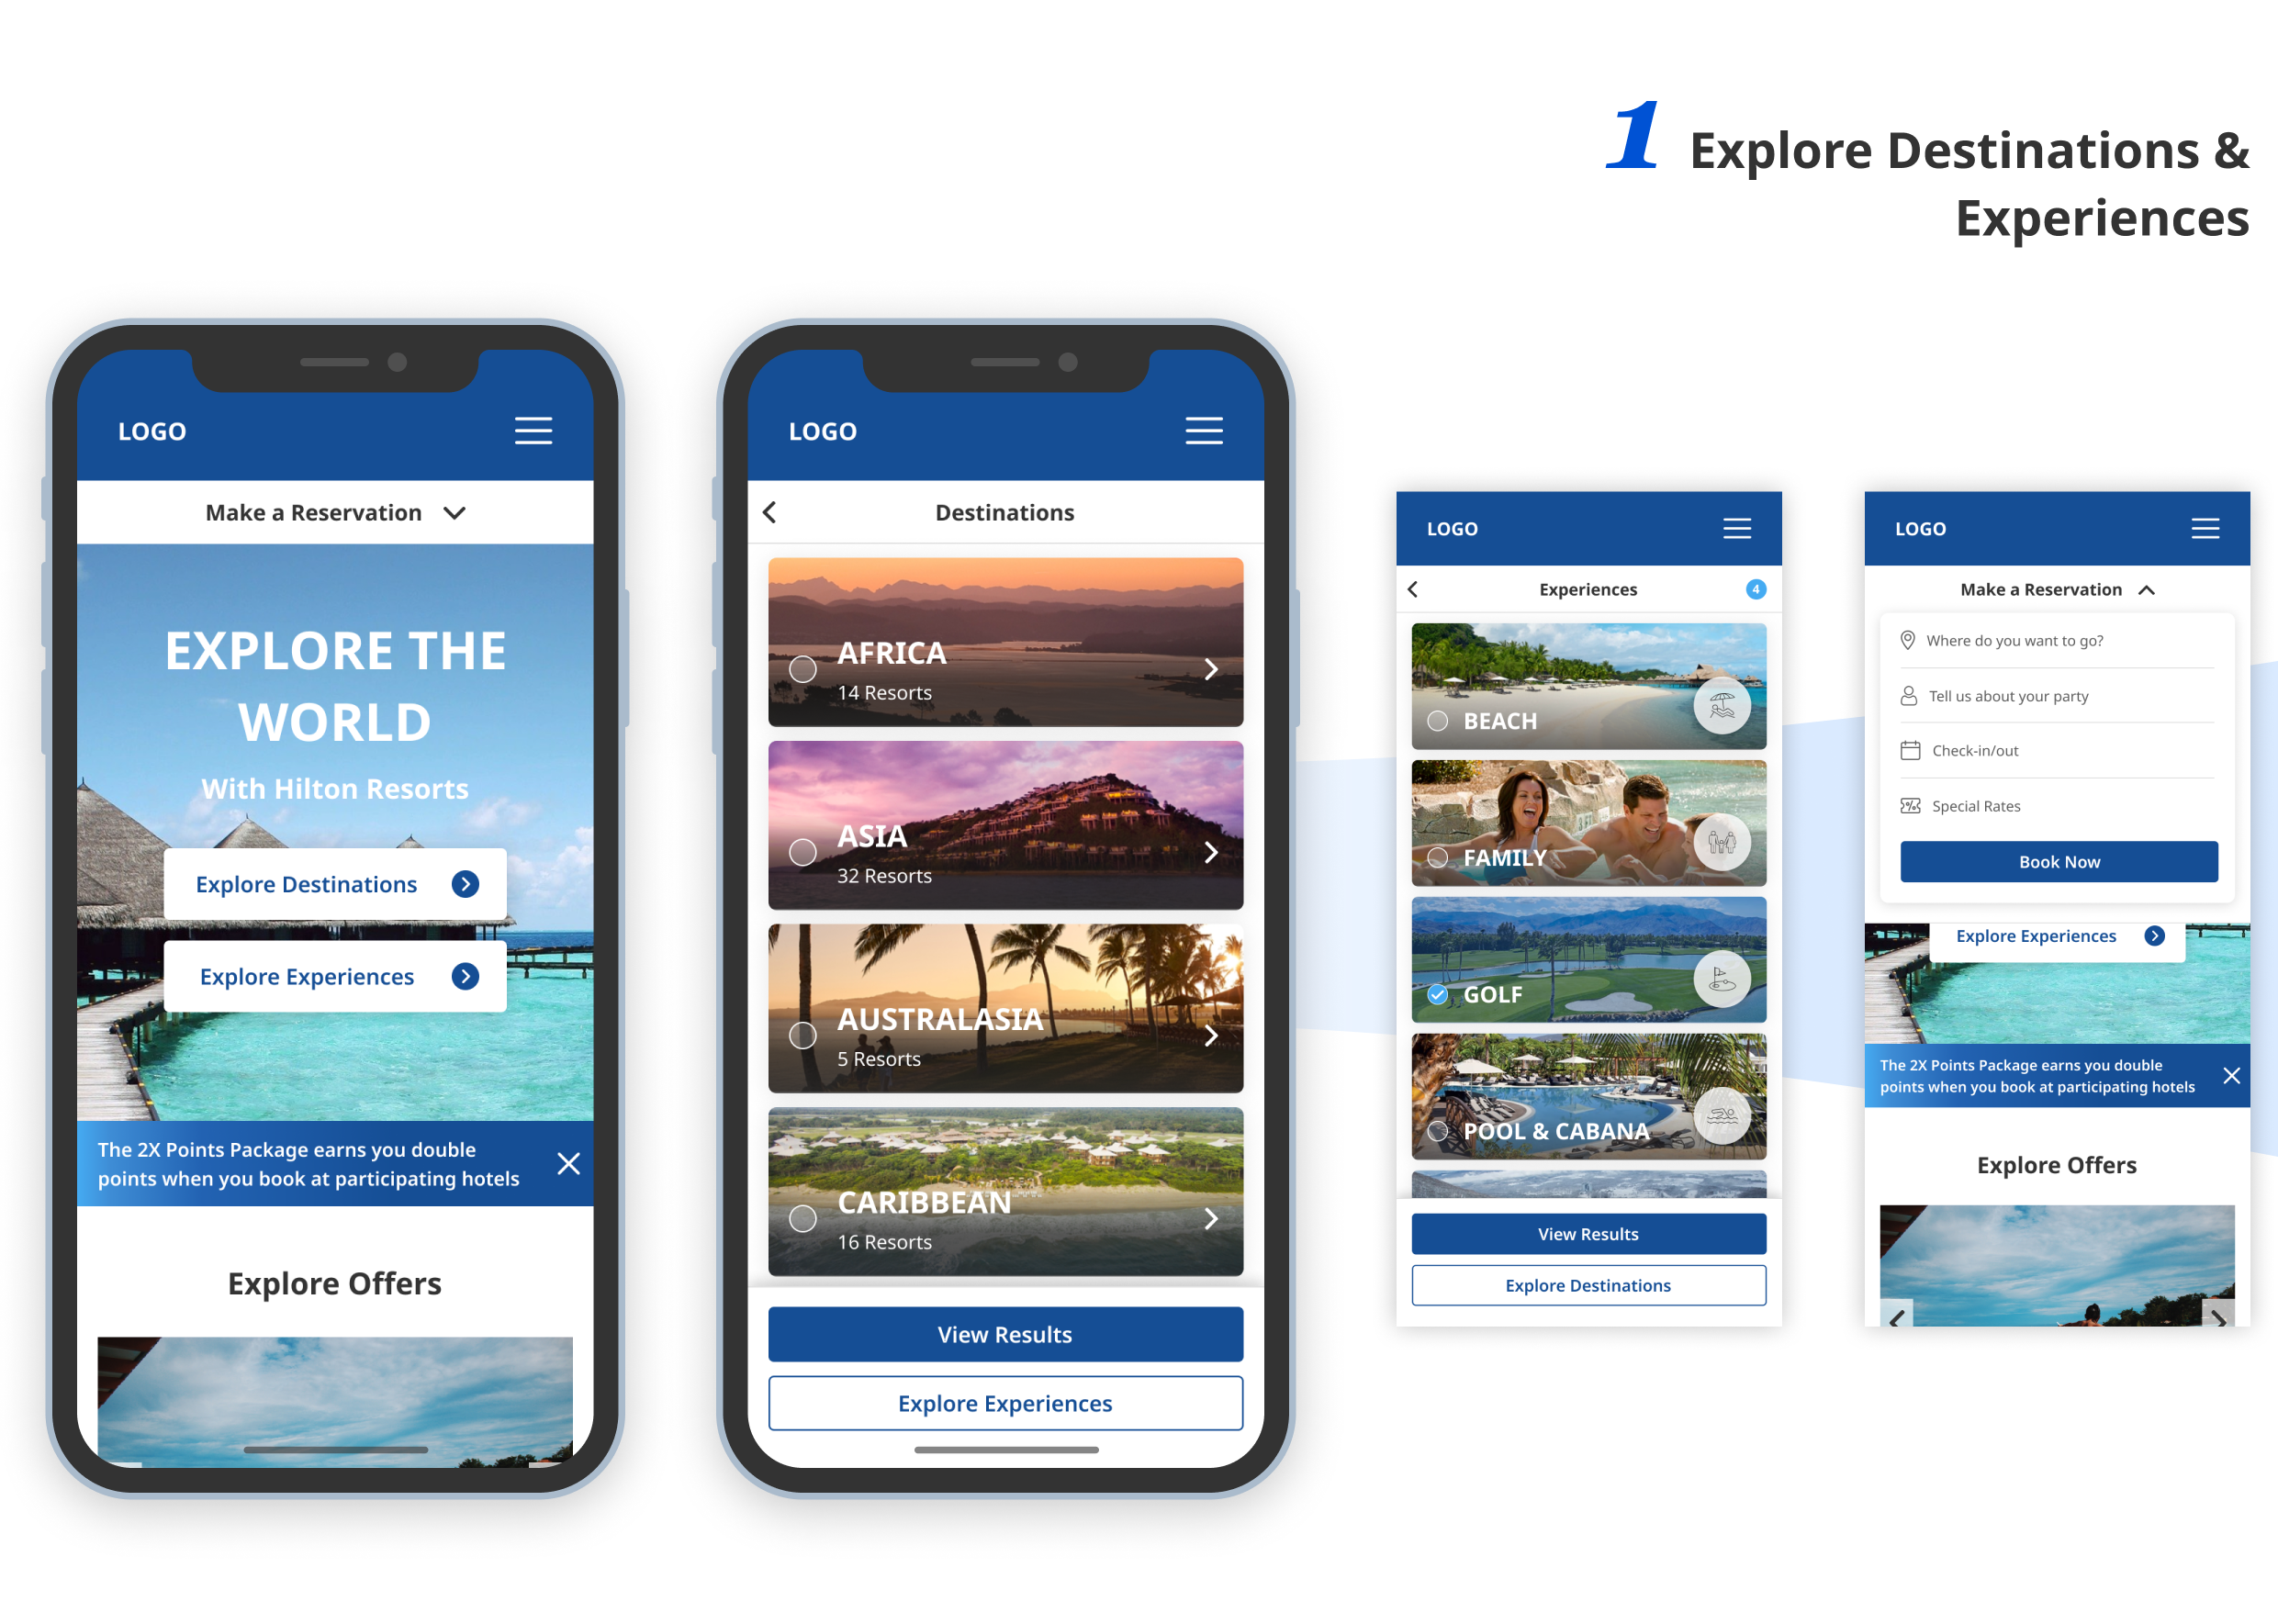 1 Explore Destinations &
Experiences
LOGO
Make a Reservation
EXPLORE THE
WORLD
With Hilton Resorts
Explore Destinations
Explore Experiences
The 2X Points Package earns you double
points when you book at participating hotels
Explore Offers
LOGO
Destinations
AFRICA
14 Resorts
ASIA
32 Resorts
AUSTRALASIA
5 Resorts
CARIBBEAN
16 Resorts
View Results
Explore Experiences
LOGO
Experiences
4
BEACH
FAMILY
GOLF
POOL & CABANA
View Results
Explore Destinations
LOGO
Make a Reservation
Where do you want to go?
Tell us about your party
Check-in/out
Special Rates
Book Now
Explore Experiences
The 2X Points Package earns you double
points when you book at participating hotels
Explore Offers